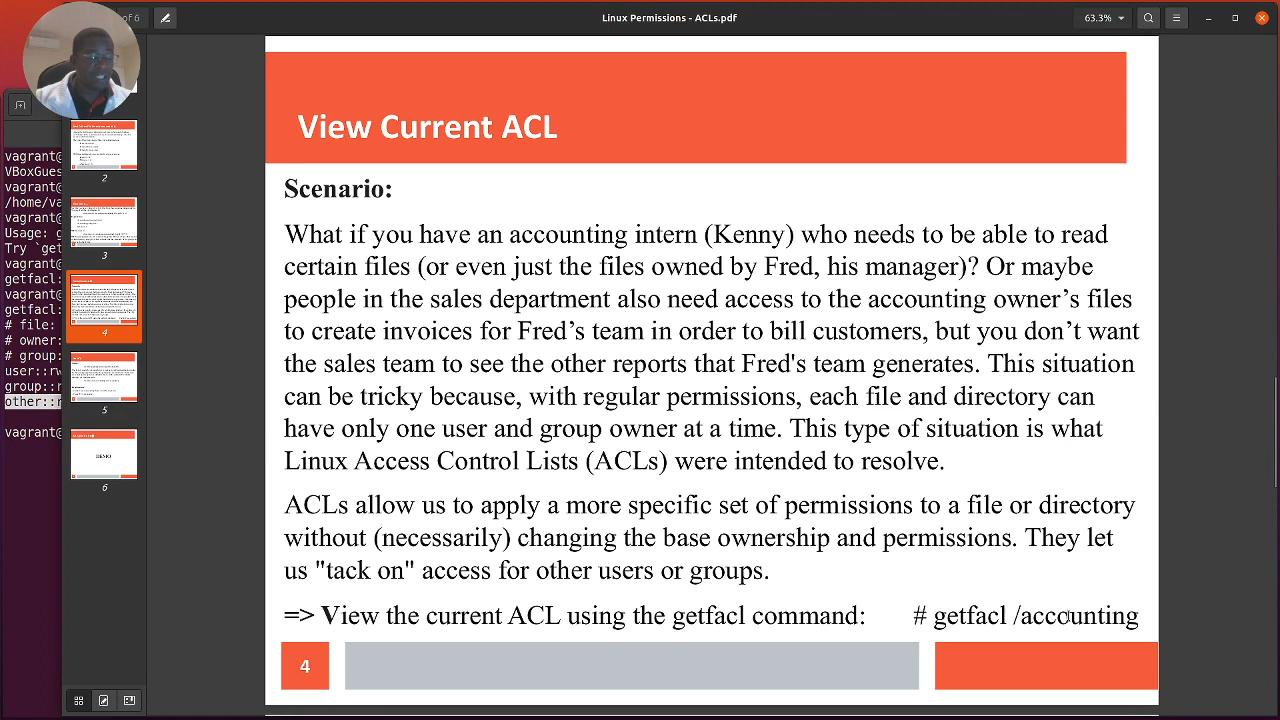 of 6
Linux Permissions - ACLs.pdf
63.3%
vagrant@
VBoxGues
vagrant@
/home/va
vagrant@
Usage: g
Try `getf
vagrant@
getfacl:
vagrant@
getfacl:
# file:
# owner:
# group:
user::rw
group::r
other::r
vagrant@
2
3
4
5
DEMO
6
View Current ACL
Scenario:
What if you have an accounting intern (Kenny) who needs to be able to read
certain files (or even just the files owned by Fred, his manager)? Or maybe
people in the sales department also need access to the accounting owner’s files
to create invoices for Fred’s team in order to bill customers, but you don’t want
the sales team to see the other reports that Fred's team generates. This situation
can be tricky because, with regular permissions, each file and directory can
have only one user and group owner at a time. This type of situation is what
Linux Access Control Lists (ACLs) were intended to resolve.
ACLs allow us to apply a more specific set of permissions to a file or directory
without (necessarily) changing the base ownership and permissions. They let
us "tack on" access for other users or groups.
=> View the current ACL using the getfacl command: # getfacl /accounting
4